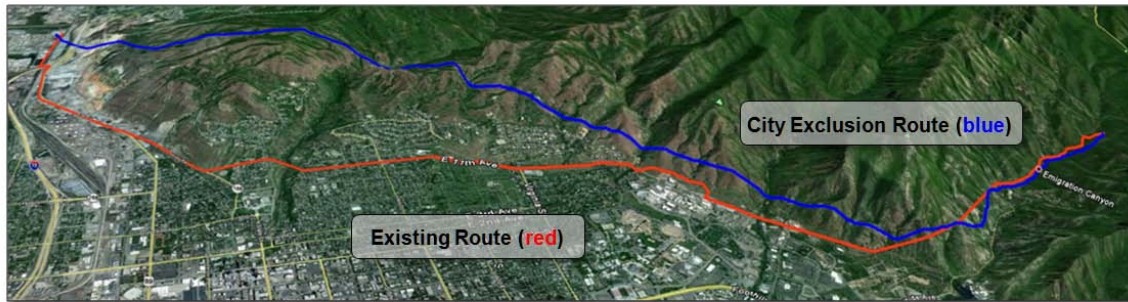 City Exclusion Route (blue)
E 11th Ave
Emigration Canyon
Existing Route (red)